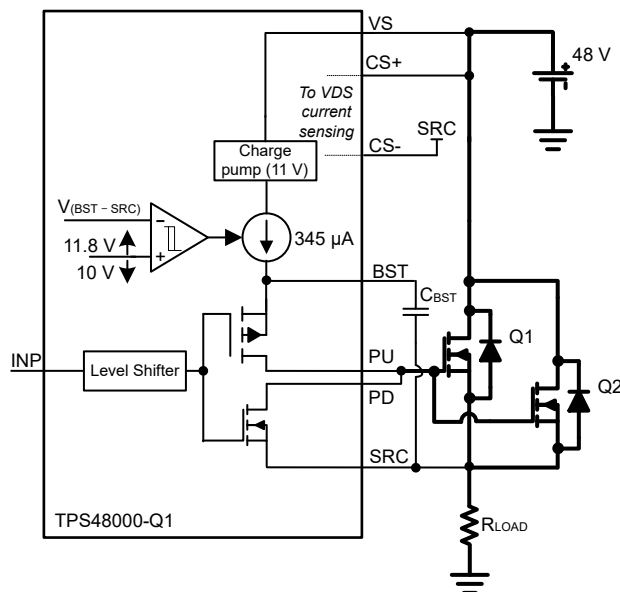 VS
CS+
48 V
To VDS
current
sensing
SRC
CS-
Charge
pump (11 V)
V(BST – SRC)
11.8 V
10 V
345 µA
BST
CBST
Q1
INP
Level Shifter
PU
PD
Q2
SRC
RLOAD
TPS48000-Q1